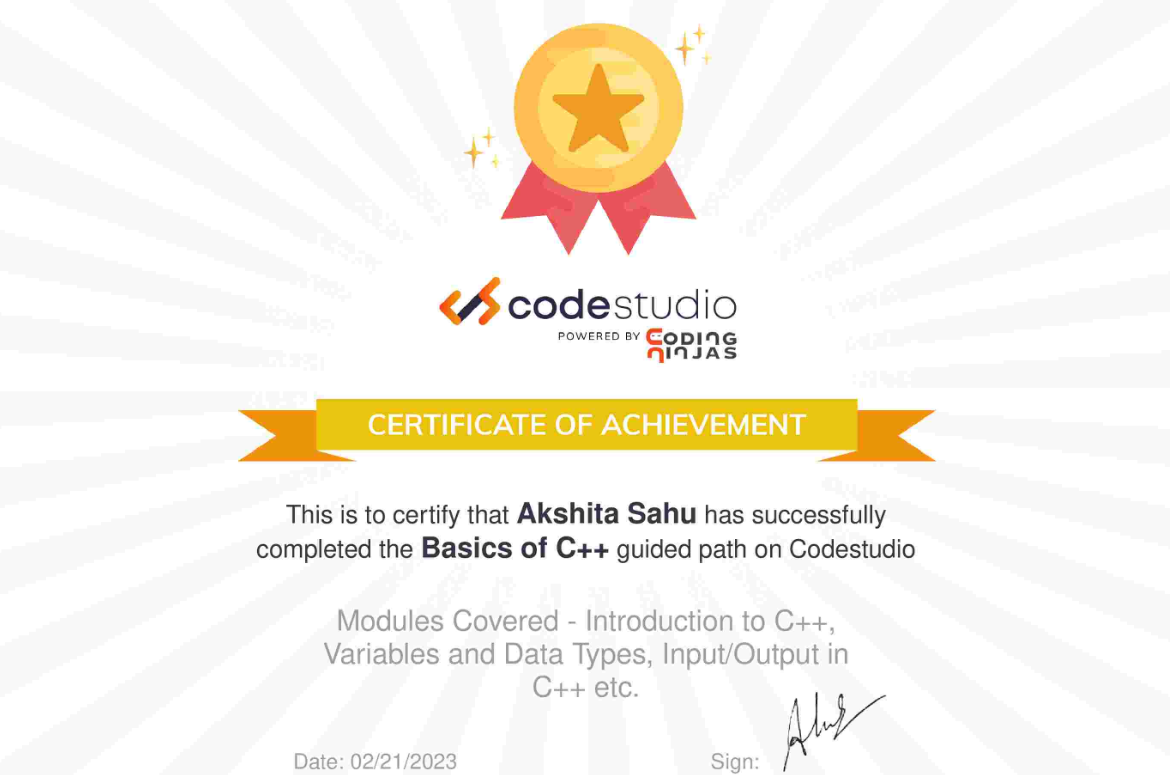 codestudio
POWERED BY CODING NINJAS
CERTIFICATE OF ACHIEVEMENT
This is to certify that Akshita Sahu has successfully
completed the Basics of C++ guided path on Codestudio
Modules Covered - Introduction to C++,
Variables and Data Types, Input/Output in
C++ etc.
Date: 02/21/2023 Sign: